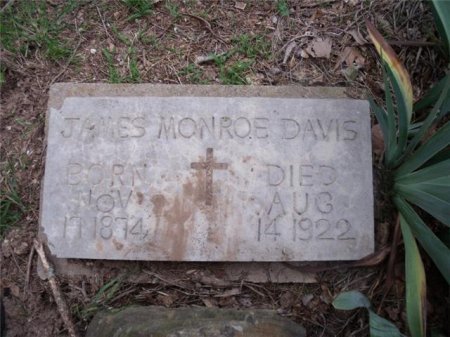 JAMES MONROE DAVIS
BORN DIED
NOV AUG
17 1874 14 1922